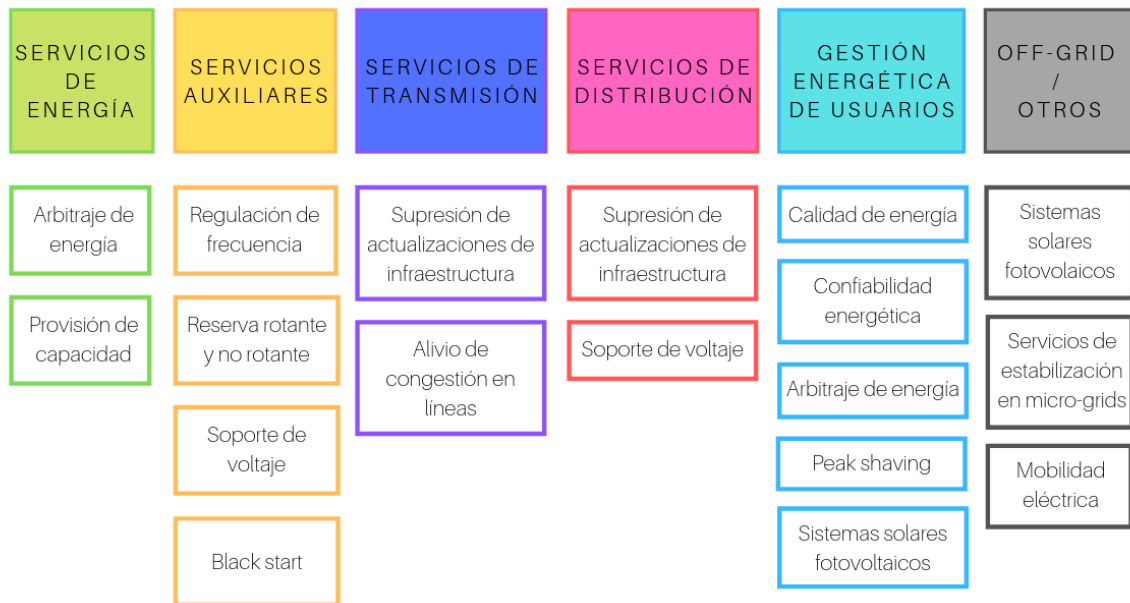 SERVICIOS
DE
ENERGÍA
SERVICIOS
AUXILIARES
SERVICIOS DE
TRANSMISIÓN
SERVICIOS DE
DISTRIBUCIÓN
GESTIÓN
ENERGÉTICA
DE USUARIOS
OFF-GRID
/
OTROS
Arbitraje de
energía
Provisión de
capacidad
Regulación de
frecuencia
Reserva rotante
y no rotante
Soporte de
voltaje
Black start
Supresión de
actualizaciones de
infraestructura
Alivio de
congestión en
líneas
Supresión de
actualizaciones de
infraestructura
Soporte de voltaje
Calidad de energía
Confiabilidad
energética
Arbitraje de energía
Peak shaving
Sistemas solares
fotovoltaicos
Sistemas
solares
fotovolaicos
Servicios de
estabilización
en micro-grids
Mobilidad
eléctrica